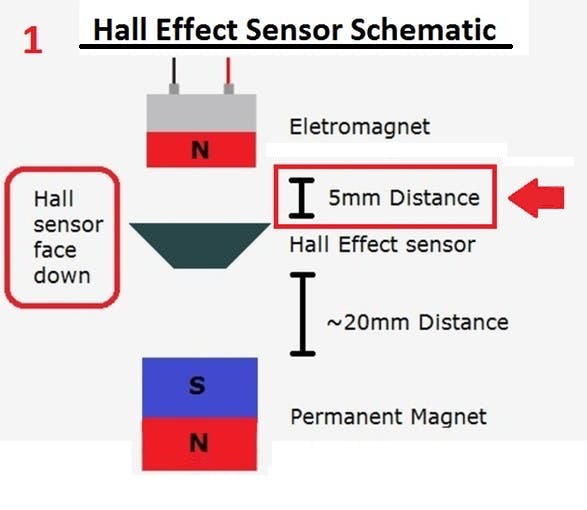 1
Hall Effect Sensor Schematic
N
Eletromagnet
5mm Distance
Hall
sensor
face
down
Hall Effect sensor
~20mm Distance
S
Permanent Magnet
N